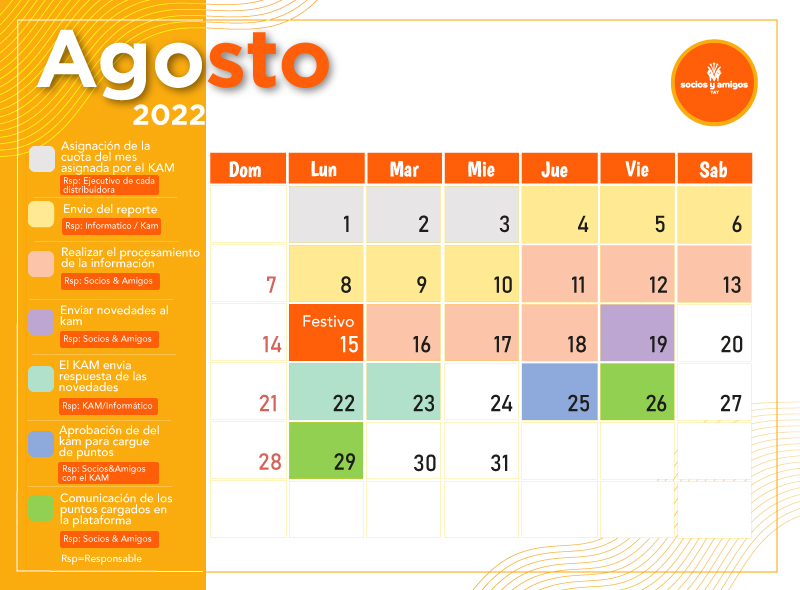 Agosto
2022
socios y amigos
TAT
Asignación de la
cuota del mes
asignada por el KAM
Rsp: Ejecutivo de cada
distribuidora
Envio del reporte
Rsp: Informatico / Kam
Realizar el procesamiento
de la información
Rsp: Socios & Amigos
Enviar novedades al
kam
Rsp: Socios & Amigos
El KAM envia
respuesta de las
novedades
Rsp: KAM/Informático
Aprobación de del
kam para cargue
de puntos
Rsp: Socios&Amigos
con el KAM
Comunicación de los
puntos cargados en
la plataforma
Rsp: Socios & Amigos
Rsp=Responsable
Dom Lun Mar Mie Jue Vie Sab
1 2 3 4 5 6
7 8 9 10 11 12 13
Festivo
14 15 16 17 18 19 20
21 22 23 24 25 26 27
28 29 30 31